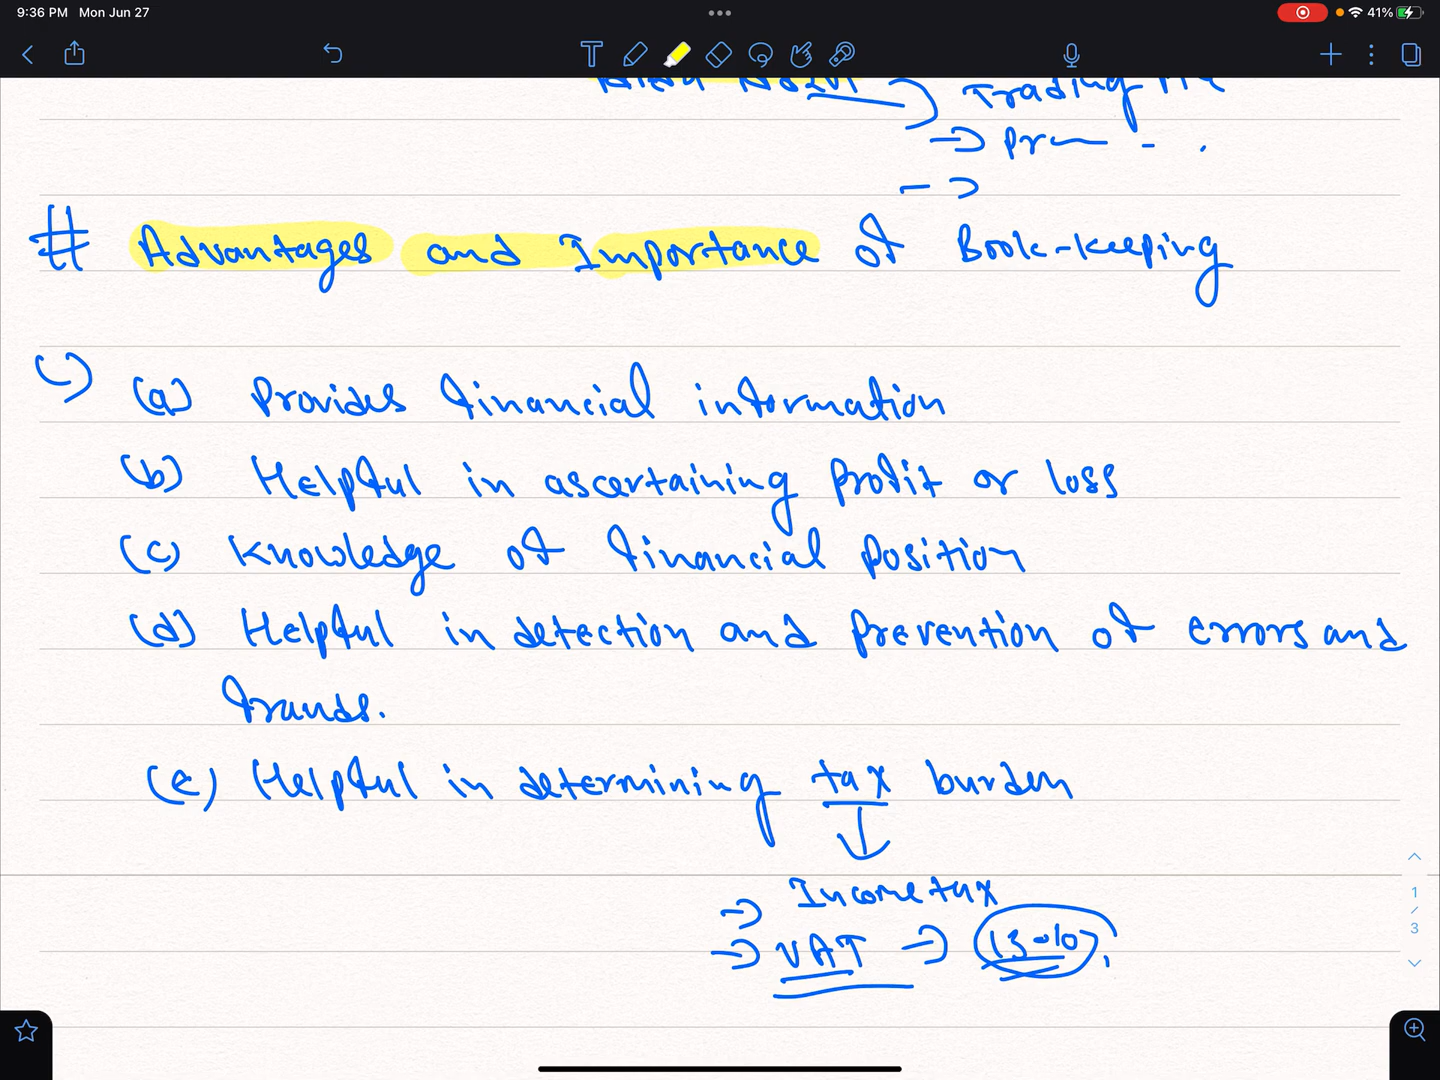 9:36 PM Mon Jun 27
41%
Trading
# Advantages and Importance of Book-keeping
(a) Provides financial information
(b) Helpful in ascertaining profit or loss
(c) Knowledge of financial position
(d) Helpful in detection and prevention of errors and
frauds.
(e) Helpful in determining tax burden
→ Income tax
→ VAT → 13%
1
/
3